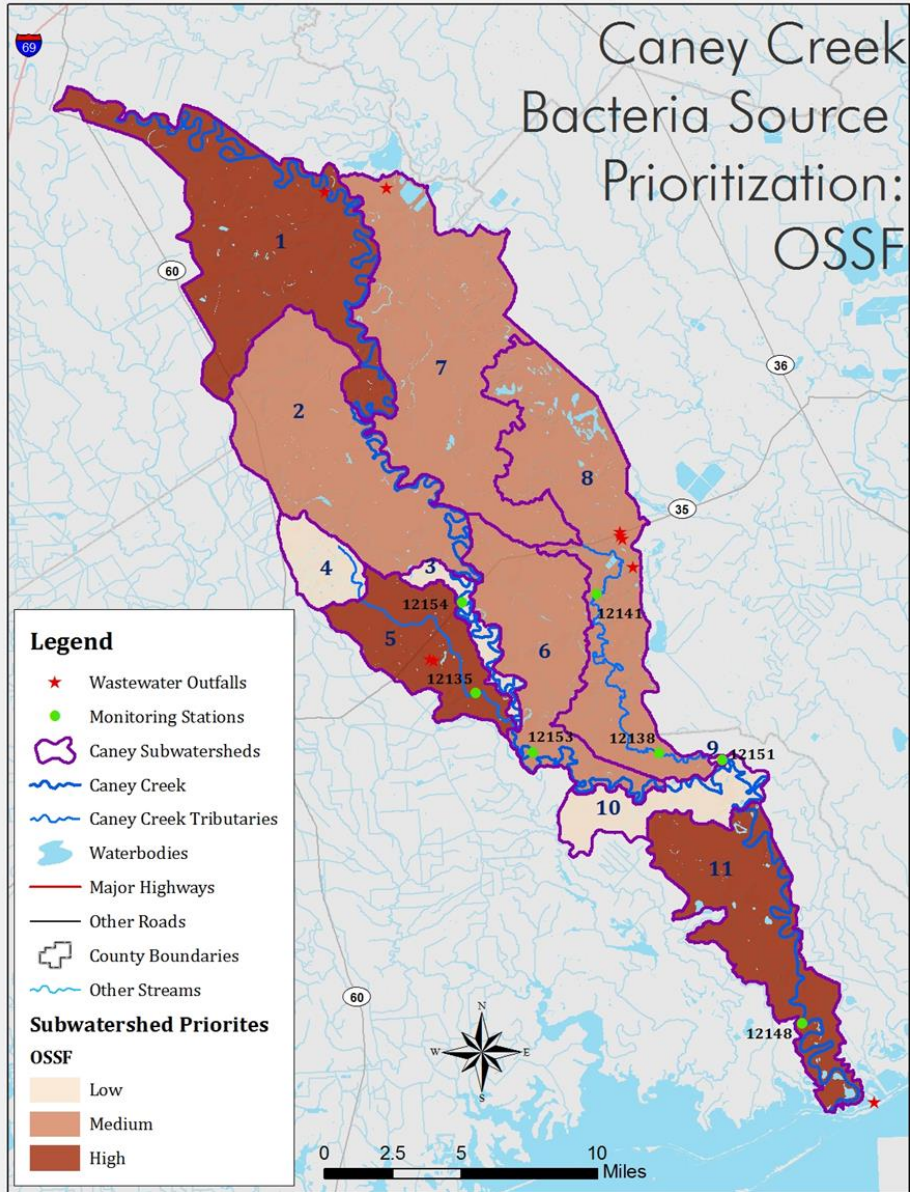 Caney Creek
Bacteria Source
Prioritization:
OSSF
69
1
60
2
7
36
8
35
4
3
12154
12141
5
6
12135
12153
12138
9
12151
10
11
12148
60
Legend
Wastewater Outfalls
Monitoring Stations
Caney Subwatersheds
Caney Creek
Caney Creek Tributaries
Waterbodies
Major Highways
Other Roads
County Boundaries
Other Streams
Subwatershed Priorites
OSSF
Low
Medium
High
N
W
E
S
0 2.5 5 10
Miles